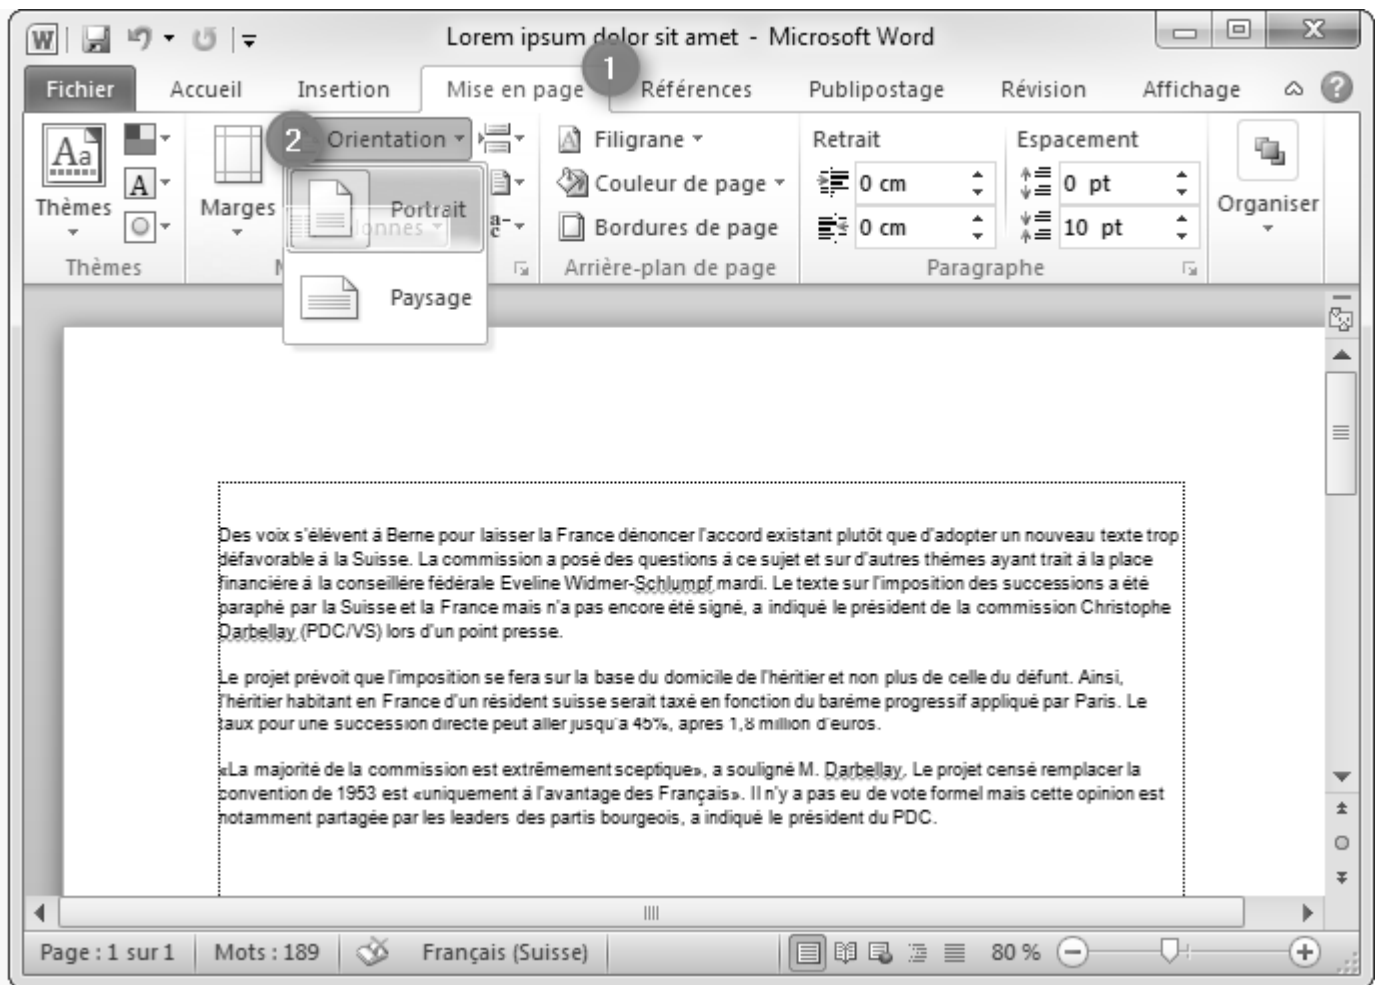 W
Lorem ipsum dolor sit amet - Microsoft Word
1
Fichier Accueil Insertion Mise en page Références Publipostage Révision Affichage
2 Orientation Filigrane Retrait Espacement
Aa
A
Portrait Couleur de page 0 cm 0 pt
Thèmes Marges Organiser
Bordures de page 0 cm 10 pt
Thèmes Arrière-plan de page Paragraphe
Paysage
Des voix s'élévent á Berne pour laisser la France dénoncer l'accord existant plutôt que d'adopter un nouveau texte trop
défavorable á la Suisse. La commission a posé des questions á ce sujet et sur d'autres thémes ayant trait á la place
financiére á la conseillére fédérale Eveline Widmer-Schlumpf mardi. Le texte sur l'imposition des successions a été
paraphé par la Suisse et la France mais n'a pas encore été signé, a indiqué le président de la commission Christophe
Darbellay (PDC/VS) lors d'un point presse.
Le projet prévoit que l'imposition se fera sur la base du domicile de l'héritier et non plus de celle du défunt. Ainsi,
l'héritier habitant en France d'un résident suisse serait taxé en fonction du baréme progressif appliqué par Paris. Le
taux pour une succession directe peut aller jusqu'a 45%, apres 1,8 million d'euros.
«La majorité de la commission est extrêmement sceptique», a souligné M. Darbellay. Le projet censé remplacer la
convention de 1953 est «uniquement á l'avantage des Français». Il n'y a pas eu de vote formel mais cette opinion est
notamment partagée par les leaders des partis bourgeois, a indiqué le président du PDC.
Page : 1 sur 1 Mots : 189 Français (Suisse) 80 %